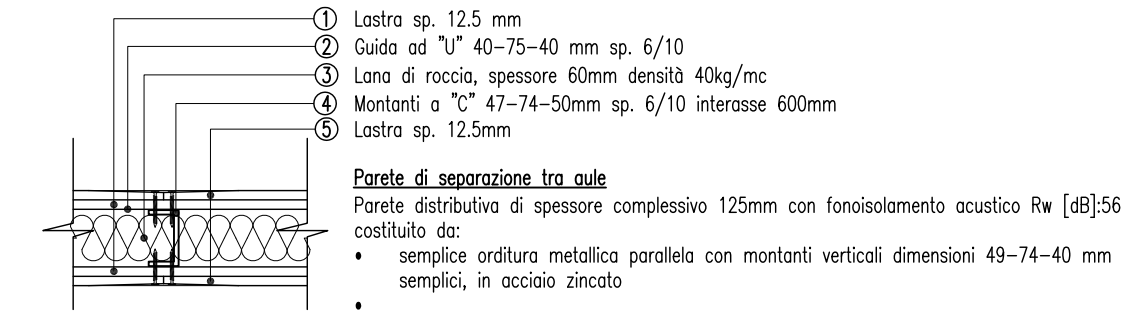 ① Lastra sp. 12.5 mm
② Guida ad "U" 40-75-40 mm sp. 6/10
③ Lana di roccia, spessore 60mm densità 40kg/mc
④ Montanti a "C" 47-74-50mm sp. 6/10 interasse 600mm
⑤ Lastra sp. 12.5mm
Parete di separazione tra aule
Parete distributiva di spessore complessivo 125mm con fonoisolamento acustico Rw [dB]:56
costituito da:
• semplice orditura metallica parallela con montanti verticali dimensioni 49-74-40 mm
semplici, in acciaio zincato
•